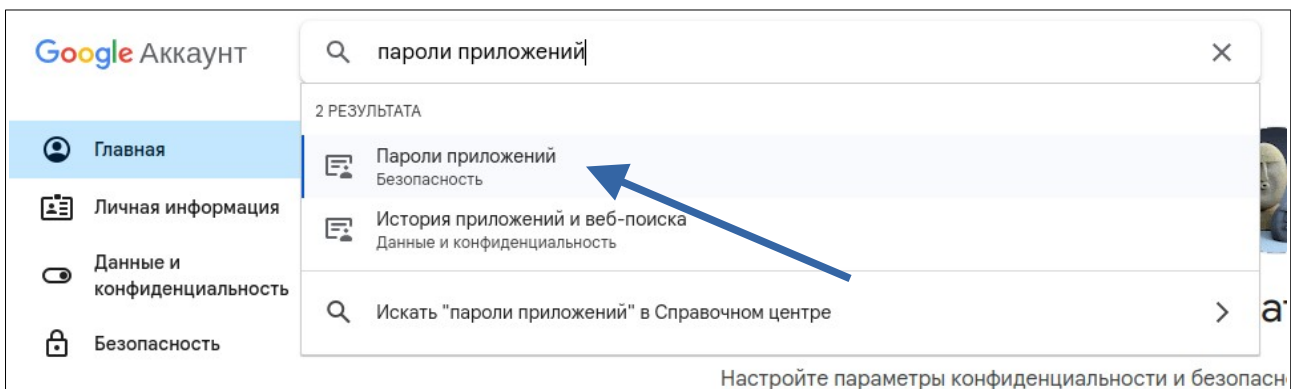 Google Аккаунт
пароли приложений
2 РЕЗУЛЬТАТА
Главная
Пароли приложений
Безопасность
Личная информация
История приложений и веб-поиска
Данные и конфиденциальность
Данные и
конфиденциальность
Искать "пароли приложений" в Справочном центре
Безопасность
Настройте параметры конфиденциальности и